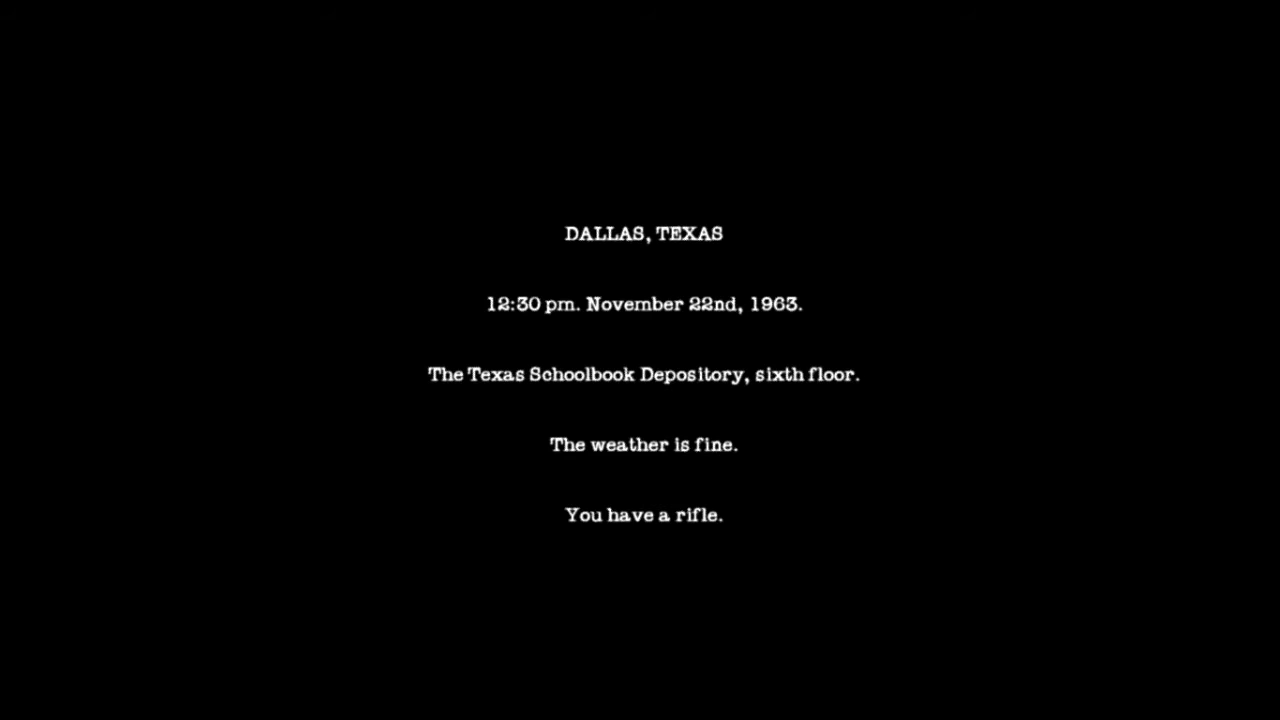 DALLAS, TEXAS
12:30 pm. November 22nd, 1963.
The Texas Schoolbook Depository, sixth floor.
The weather is fine.
You have a rifle.